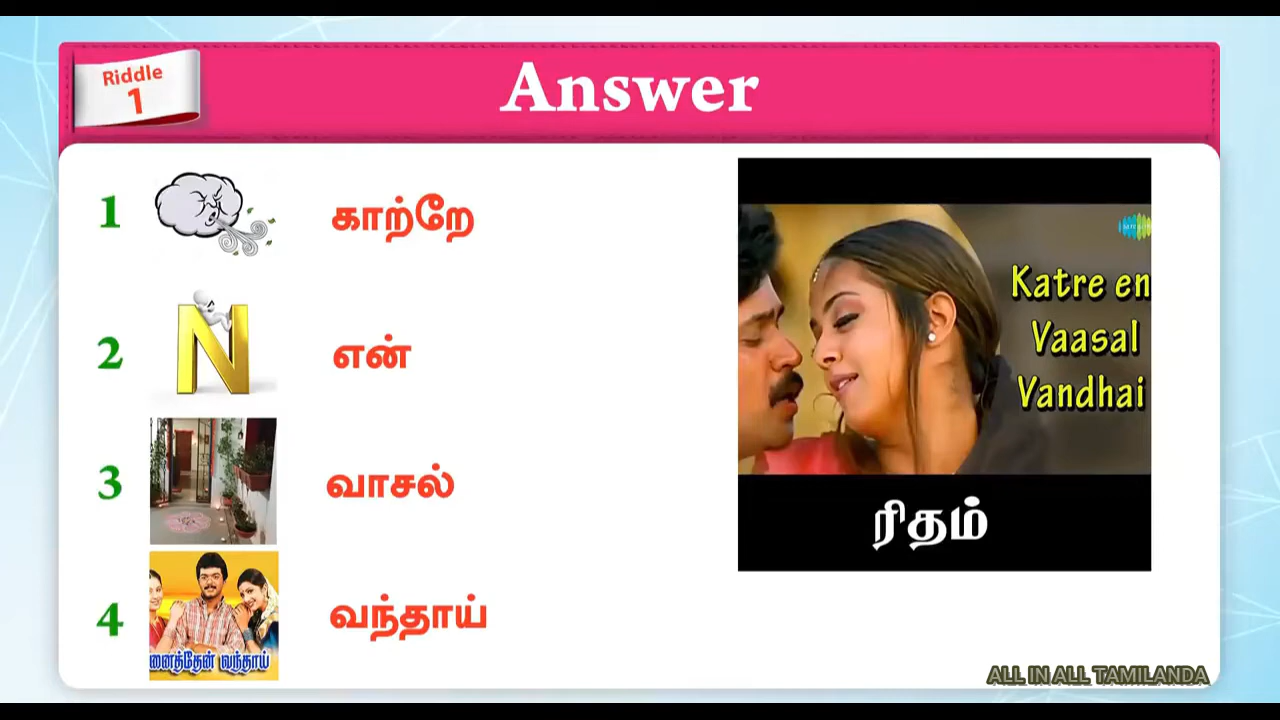 Riddle
1
Answer
1
காற்றே
2
N
என்
3
வாசல்
4
னைத்தேன் வந்தாய்
வந்தாய்
Katre en
Vaasal
Vandhai
ரிதம்
ALL IN ALL TAMILANDA